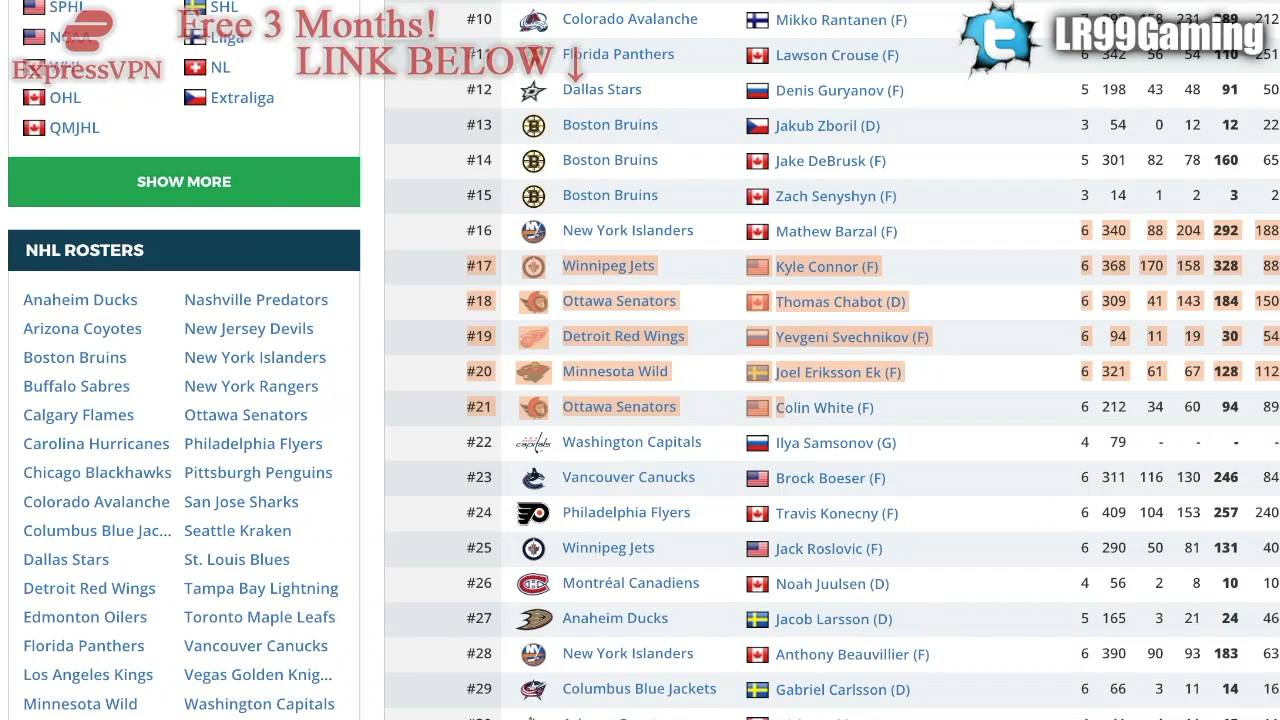 SPHL SHL
NCAA Liiga
NL
OHL Extraliga
QMJHL
SHOW MORE
NHL ROSTERS
Anaheim Ducks Nashville Predators
Arizona Coyotes New Jersey Devils
Boston Bruins New York Islanders
Buffalo Sabres New York Rangers
Calgary Flames Ottawa Senators
Carolina Hurricanes Philadelphia Flyers
Chicago Blackhawks Pittsburgh Penguins
Colorado Avalanche San Jose Sharks
Columbus Blue Jac... Seattle Kraken
Dallas Stars St. Louis Blues
Detroit Red Wings Tampa Bay Lightning
Edmonton Oilers Toronto Maple Leafs
Florida Panthers Vancouver Canucks
Los Angeles Kings Vegas Golden Knig...
Minnesota Wild Washington Capitals
Free 3 Months!
LINK BELOW ↓
ExpressVPN
LR99Gaming
#10 Colorado Avalanche Mikko Rantanen (F) 231 212
Florida Panthers Lawson Crouse (F) 6 342 56 54 110 251
#12 Dallas Stars Denis Guryanov (F) 5 198 43 48 91 50
#13 Boston Bruins Jakub Zboril (D) 3 54 0 12 12 22
#14 Boston Bruins Jake DeBrusk (F) 5 301 82 78 160 65
#15 Boston Bruins Zach Senyshyn (F) 3 14 1 2 3 2
#16 New York Islanders Mathew Barzal (F) 6 340 88 204 292 188
#17 Winnipeg Jets Kyle Connor (F) 6 368 170 158 328 88
#18 Ottawa Senators Thomas Chabot (D) 6 309 41 143 184 150
#19 Detroit Red Wings Yevgeni Svechnikov (F) 6 94 11 19 30 54
#20 Minnesota Wild Joel Eriksson Ek (F) 6 321 61 67 128 112
#21 Ottawa Senators Colin White (F) 6 212 34 60 94 89
#22 Washington Capitals Ilya Samsonov (G) 4 79 - - - -
#23 Vancouver Canucks Brock Boeser (F) 6 311 116 130 246 84
#24 Philadelphia Flyers Travis Konecny (F) 6 409 104 153 257 240
#25 Winnipeg Jets Jack Roslovic (F) 6 290 50 81 131 40
#26 Montréal Canadiens Noah Juulsen (D) 4 56 2 8 10 10
#27 Anaheim Ducks Jacob Larsson (D) 5 165 3 21 24 46
#28 New York Islanders Anthony Beauvillier (F) 6 390 90 93 183 63
#29 Columbus Blue Jackets Gabriel Carlsson (D) 6 66 3 11 14 16